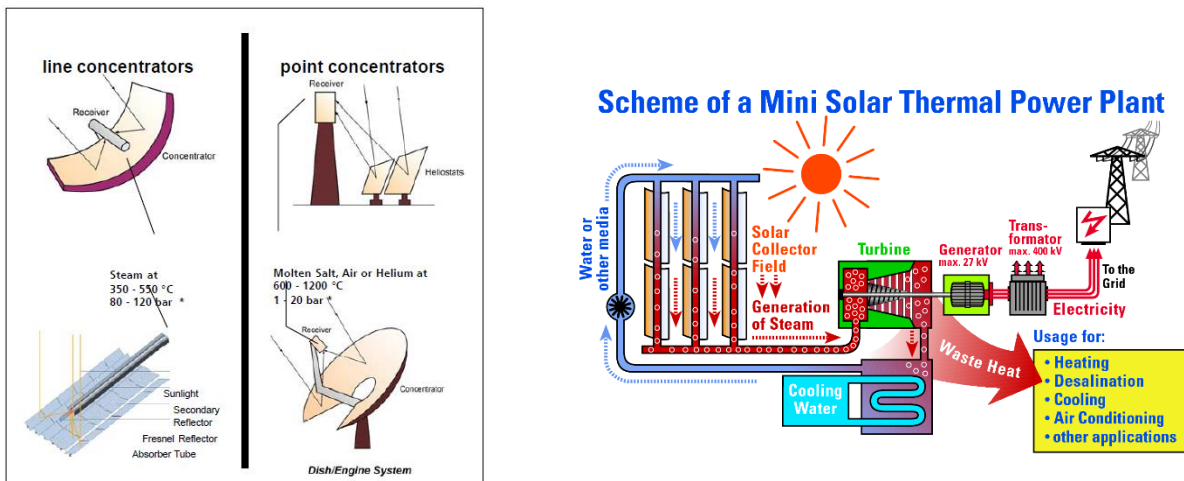 line concentrators
Receiver
Concentrator
Steam at
350 - 550 °C
80 - 120 bar *
Sunlight
Secondary
Reflector
Fresnel Reflector
Absorber Tube
point concentrators
Receiver
Heliostats
Molten Salt, Air or Helium at
600 - 1200 °C
1 - 20 bar *
Receiver
Concentrator
Dish/Engine System
Scheme of a Mini Solar Thermal Power Plant
Water or
other media
Solar
Collector
Field
Generation
of Steam
Turbine
Generator
max. 27 kV
Trans-
formator
max. 400 kV
To the
Grid
Electricity
Waste Heat
Cooling
Water
Usage for:
• Heating
• Desalination
• Cooling
• Air Conditioning
• other applications